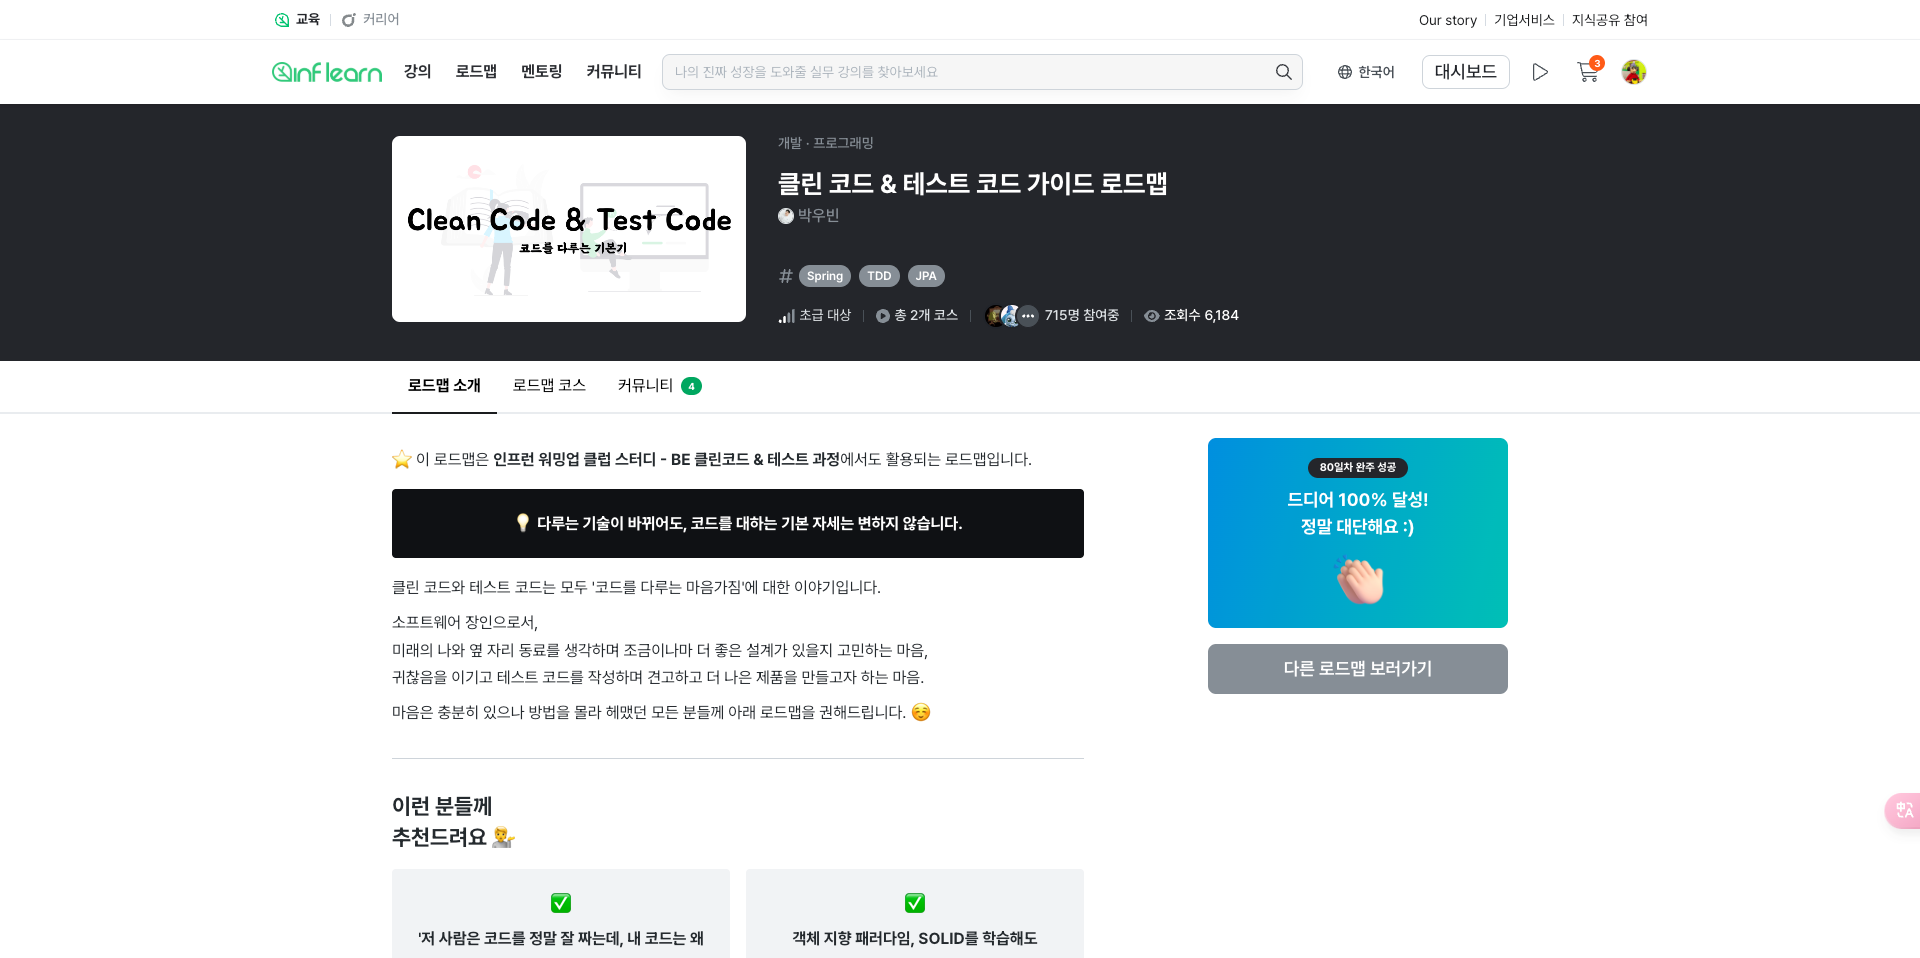 교육
커리어
Our story
기업서비스
지식공유 참여
inflearn
강의
로드맵
멘토링
커뮤니티
나의 진짜 성장을 도와줄 실무 강의를 찾아보세요
한국어
대시보드
3
Clean Code & Test Code
코드를 다루는 기본기
개발 · 프로그래밍
클린 코드 & 테스트 코드 가이드 로드맵
박우빈
# Spring TDD JPA
초급 대상
총 2개 코스
715명 참여중
조회수 6,184
로드맵 소개
로드맵 코스
커뮤니티 4
⭐ 이 로드맵은 인프런 워밍업 클럽 스터디 - BE 클린코드 & 테스트 과정에서도 활용되는 로드맵입니다.
💡 다루는 기술이 바뀌어도, 코드를 대하는 기본 자세는 변하지 않습니다.
클린 코드와 테스트 코드는 모두 '코드를 다루는 마음가짐'에 대한 이야기입니다.
소프트웨어 장인으로서,
미래의 나와 옆 자리 동료를 생각하며 조금이나마 더 좋은 설계가 있을지 고민하는 마음,
귀찮음을 이기고 테스트 코드를 작성하며 견고하고 더 나은 제품을 만들고자 하는 마음.
마음은 충분히 있으나 방법을 몰라 헤맸던 모든 분들께 아래 로드맵을 권해드립니다. ☺️
80일차 완주 성공
드디어 100% 달성!
정말 대단해요 :)
다른 로드맵 보러가기
이런 분들께
추천드려요
✅
'저 사람은 코드를 정말 잘 짜는데, 내 코드는 왜
✅
객체 지향 패러다임, SOLID를 학습해도
中A